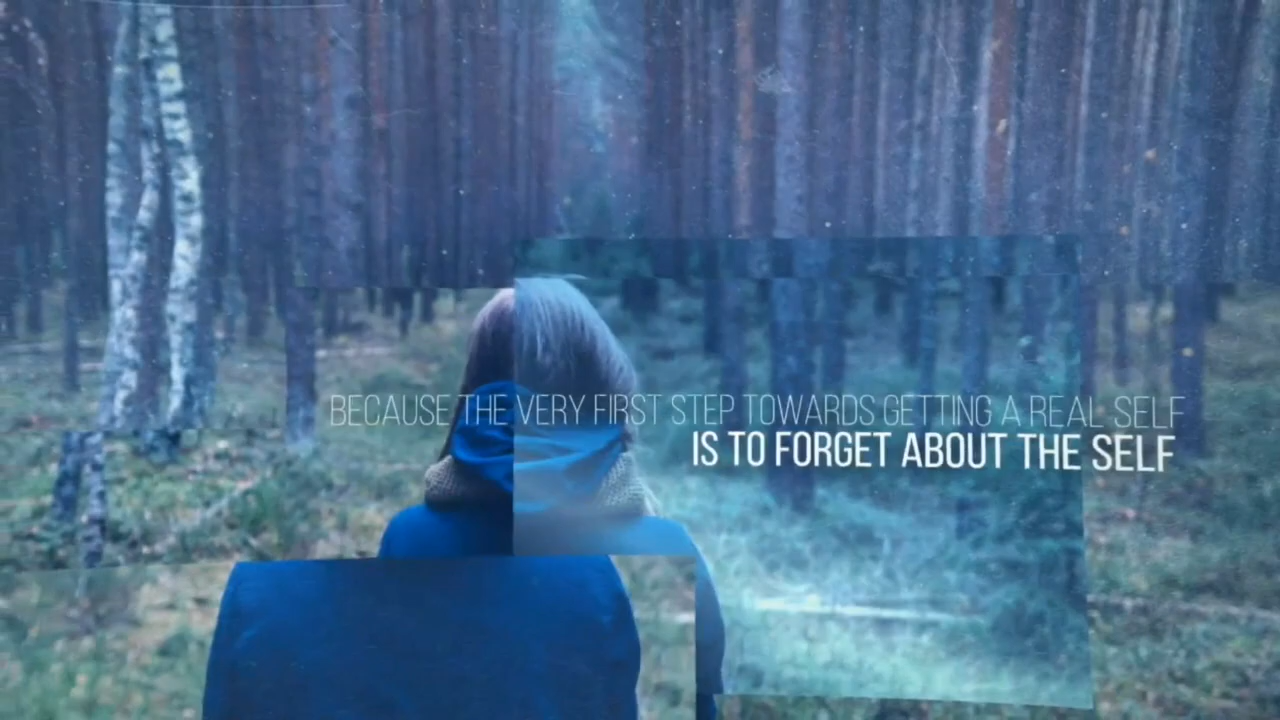 BECAUSE THE VERY FIRST STEP TOWARDS GETTING A REAL SELF
IS TO FORGET ABOUT THE SELF